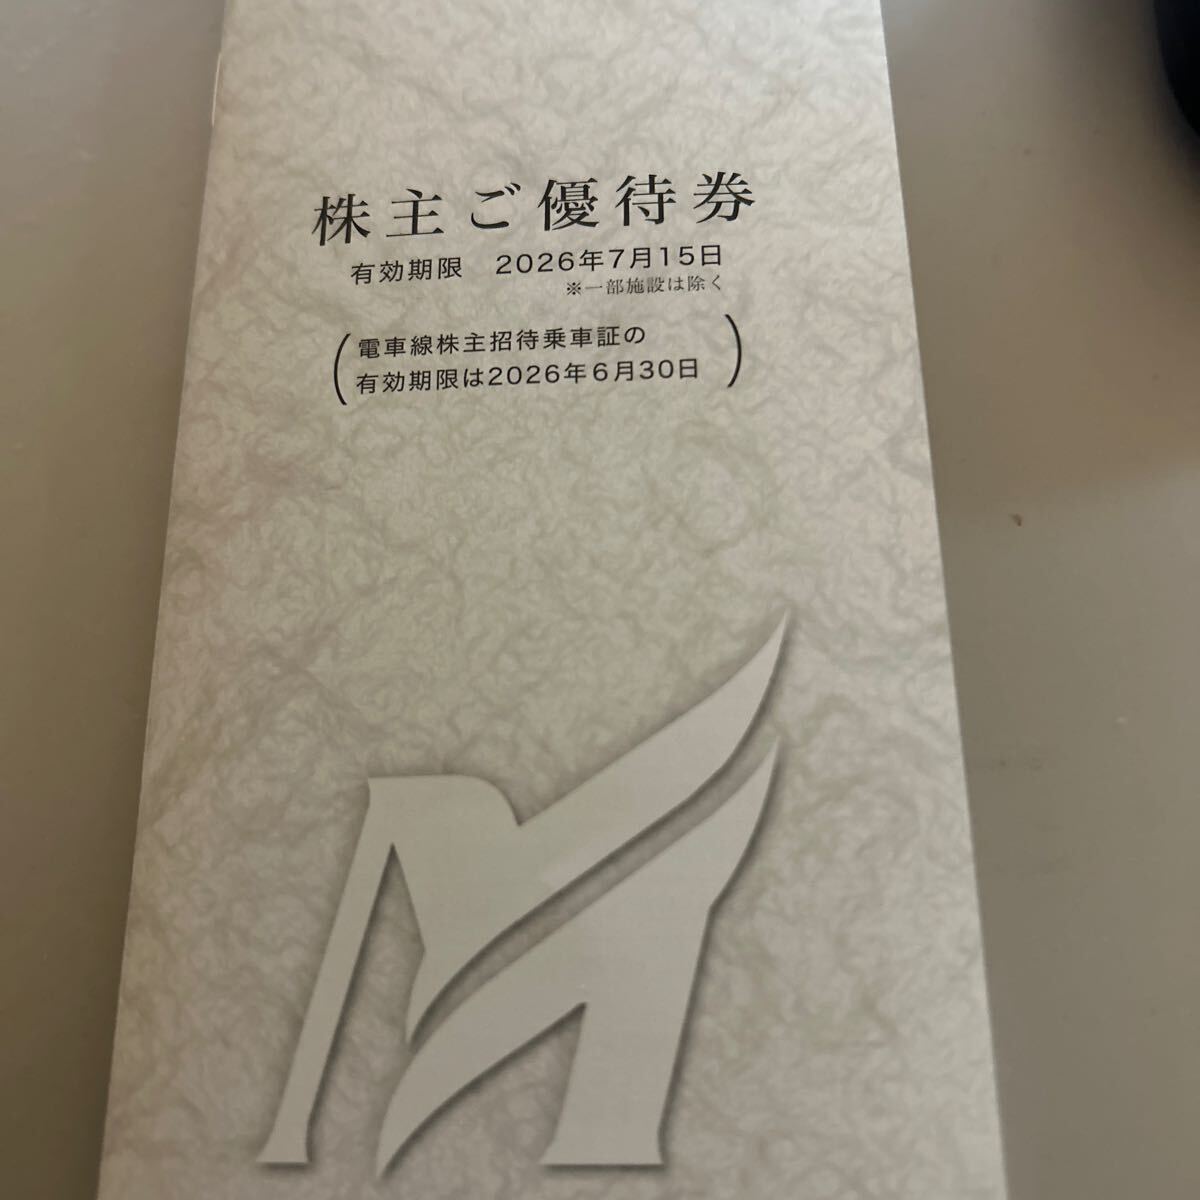 株主ご優待券
有効期限　2026年7月15日
※一部施設は除く
(電車線株主招待乗車証の
有効期限は2026年6月30日)